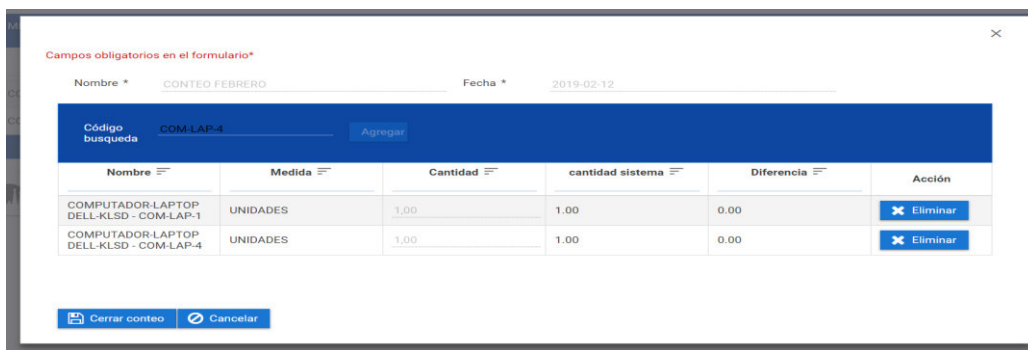 Campos obligatorios en el formulario*
Nombre * CONTEO FEBRERO Fecha * 2019-02-12
Código busqueda COM-LAP-4 Agregar
Nombre Medida Cantidad cantidad sistema Diferencia Acción
COMPUTADOR-LAPTOP
DELL-KLSD - COM-LAP-1 UNIDADES 1,00 1.00 0.00 Eliminar
COMPUTADOR-LAPTOP
DELL-KLSD - COM-LAP-4 UNIDADES 1,00 1.00 0.00 Eliminar
Cerrar conteo Cancelar